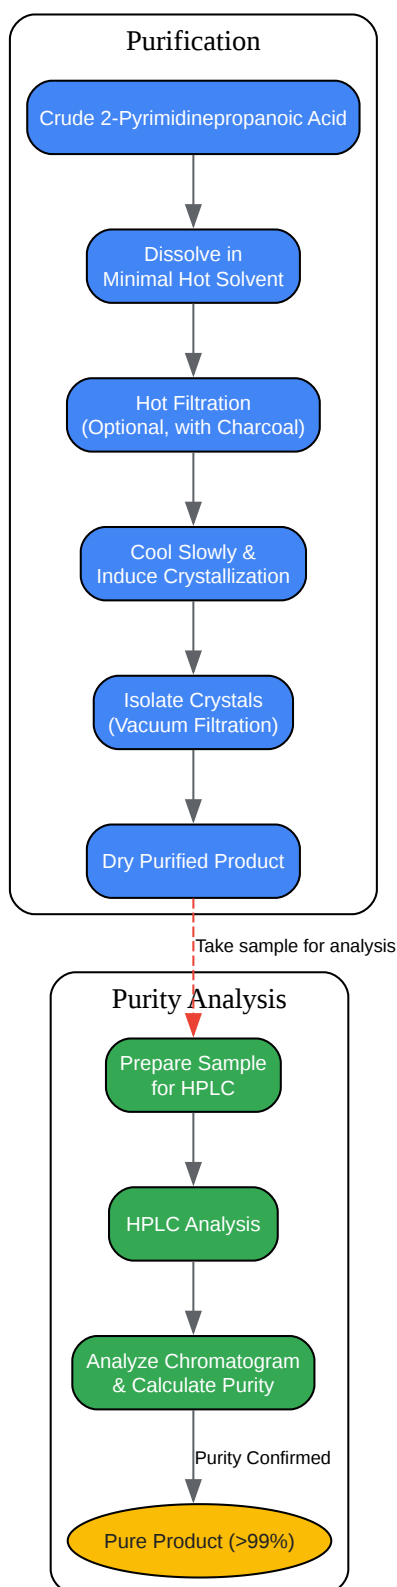 Purification
Crude 2-Pyrimidinepropanoic Acid
Dissolve in
Minimal Hot Solvent
Hot Filtration
(Optional, with Charcoal)
Cool Slowly &
Induce Crystallization
Isolate Crystals
(Vacuum Filtration)
Dry Purified Product
Take sample for analysis
Purity Analysis
Prepare Sample
for HPLC
HPLC Analysis
Analyze Chromatogram
& Calculate Purity
Purity Confirmed
Pure Product (>99%)